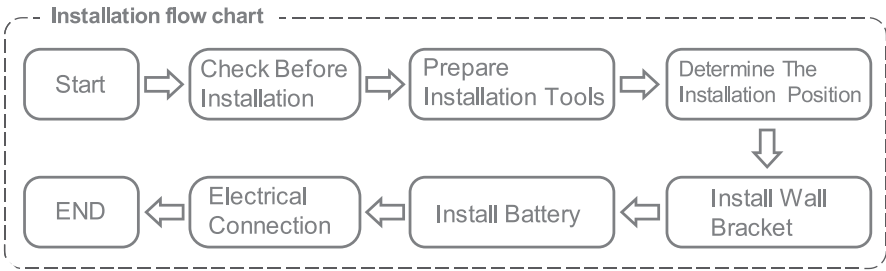 Installation flow chart
Start
Check Before
Installation
Prepare
Installation Tools
Determine The
Installation Position
Install Wall
Bracket
Install Battery
Electrical
Connection
END